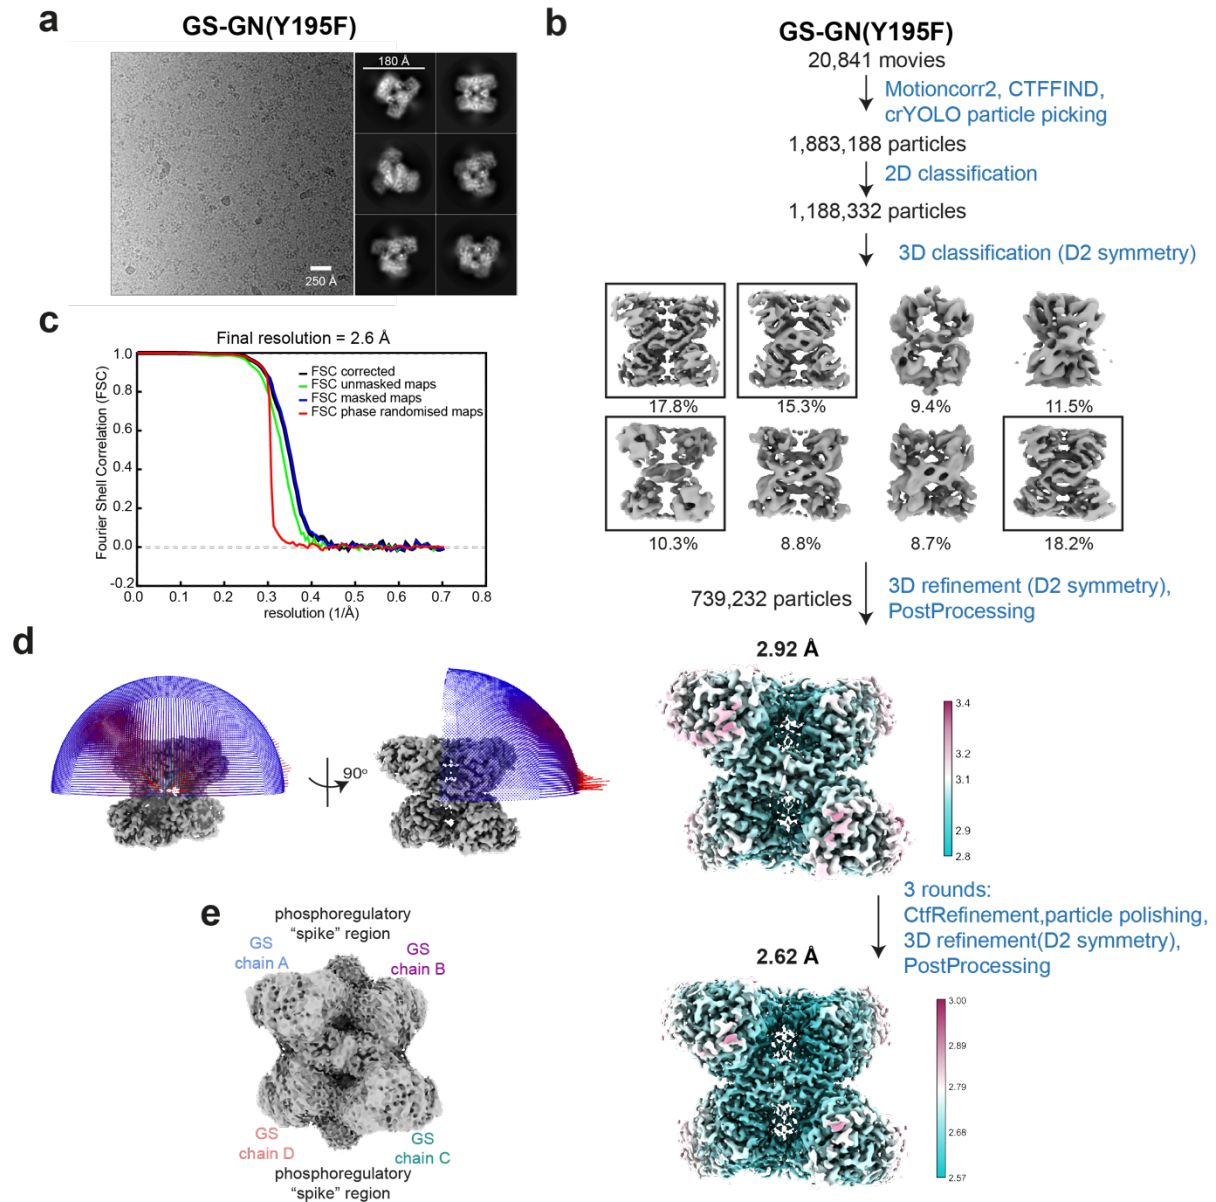 a
GS-GN(Y195F)
180 Å
250 Å
b
GS-GN(Y195F)
20,841 movies
Motioncorr2, CTFFIND,
crYOLO particle picking
1,883,188 particles
2D classification
1,188,332 particles
3D classification (D2 symmetry)
17.8%
15.3%
9.4%
11.5%
10.3%
8.8%
8.7%
18.2%
739,232 particles
3D refinement (D2 symmetry),
PostProcessing
2.92 Å
3.4
3.2
3.1
2.9
2.8
3 rounds:
CtfRefinement,particle polishing,
3D refinement(D2 symmetry),
PostProcessing
2.62 Å
3.00
2.90
2.79
2.68
2.57
c
Final resolution = 2.6 Å
Fourier Shell Correlation (FSC)
1.0
0.8
0.6
0.4
0.2
0.0
-0.2
FSC corrected
FSC unmasked maps
FSC masked maps
FSC phase randomised maps
0.0 0.1 0.2 0.3 0.4 0.5 0.6 0.7 0.8
resolution (1/Å)
d
90°
e
phosphoregulatory
“spike” region
GS
chain A
GS
chain B
GS
chain D
GS
chain C
phosphoregulatory
“spike” region